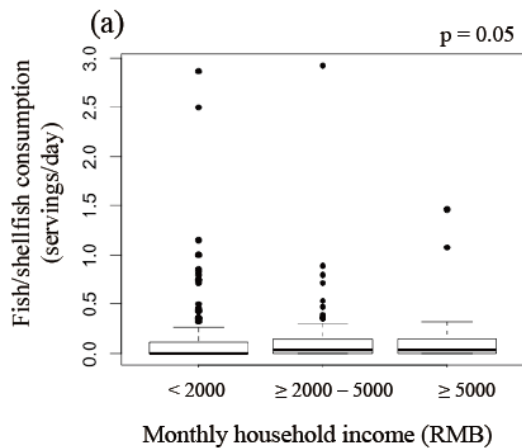 (a)
p = 0.05
Fish/shellfish consumption
(servings/day)
3.0
2.5
2.0
1.5
1.0
0.5
0.0
< 2000
≥ 2000 – 5000
≥ 5000
Monthly household income (RMB)